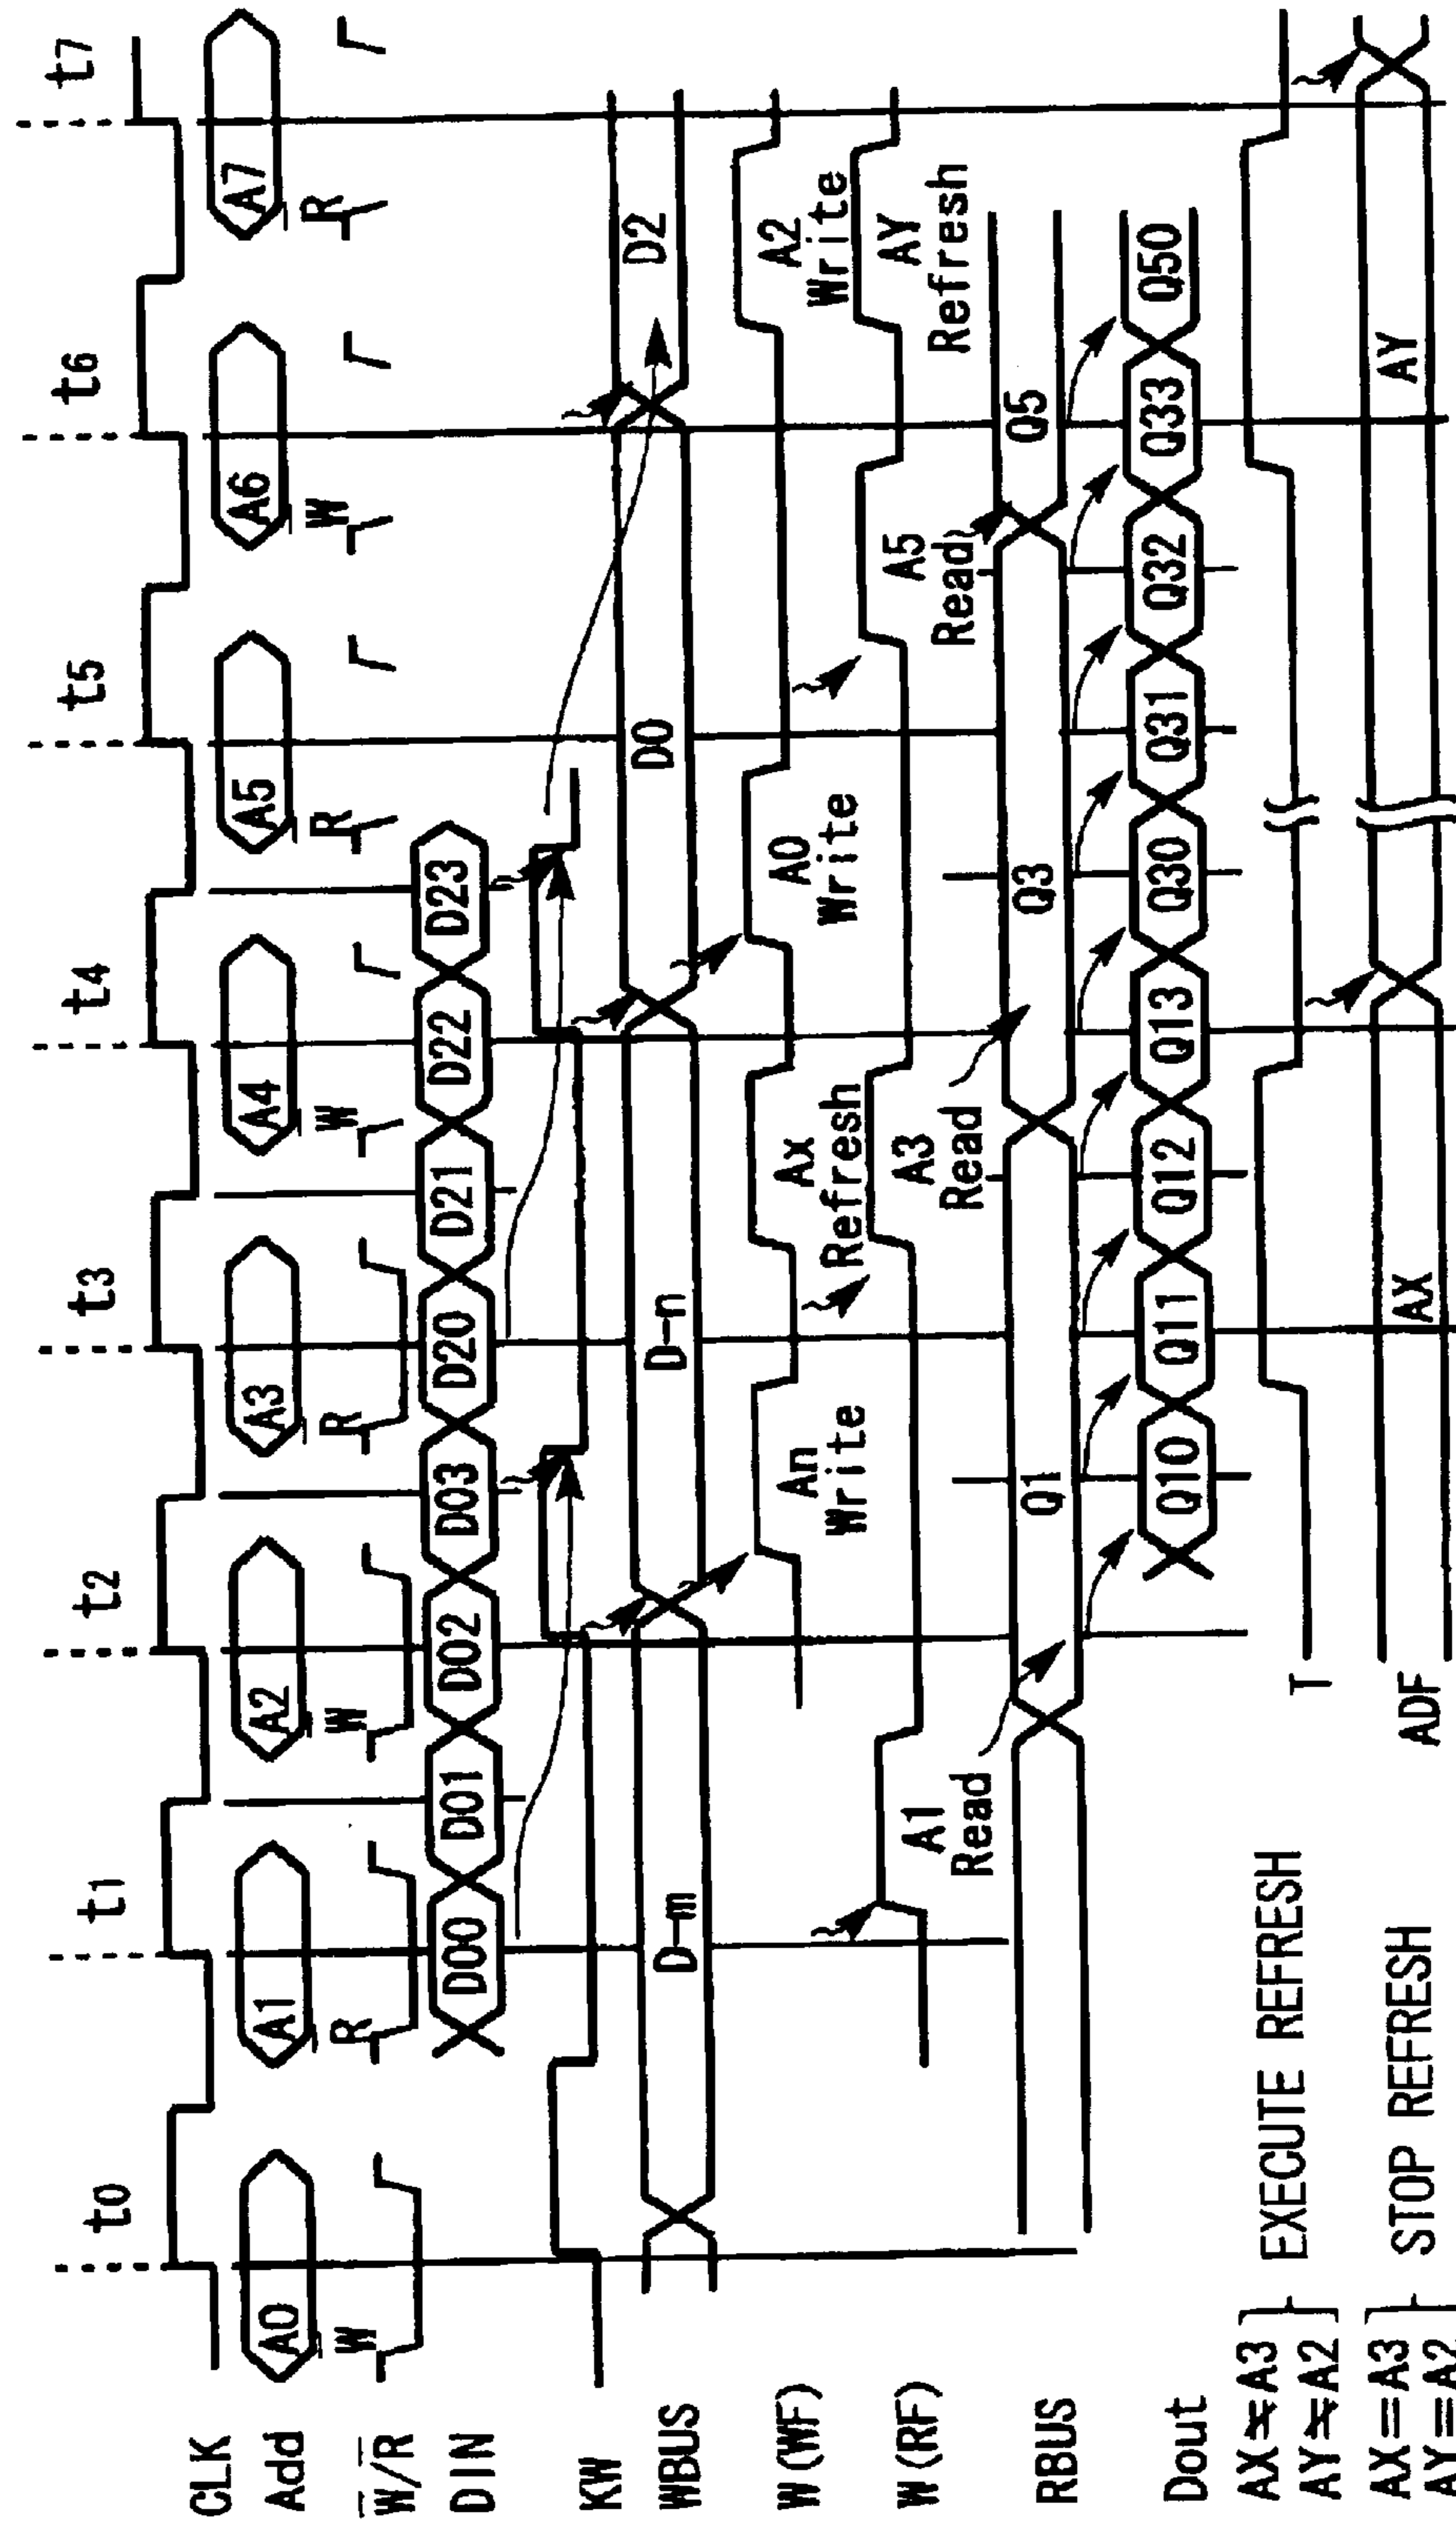 t0 t1 t2 t3 t4 t5 t6 t7
CLK
Add A0 A1 A2 A3 A4 A5 A6 A7
W̅/R W R W R W R W R
DIN D00 D01 D02 D03 D20 D21 D22 D23
KW
WBUS D-m D-n D0 D2
W(WF) An Write Ax Refresh A0 Write A2 Write
W(RF) A1 Read A3 Read A5 Read AY Refresh
RBUS Q1 Q3 Q5
Dout Q10 Q11 Q12 Q13 Q30 Q31 Q32 Q33 Q50
AX≠A3
AY≠A2 } EXECUTE REFRESH
T
AX=A3
AY=A2 } STOP REFRESH
ADF AX AY